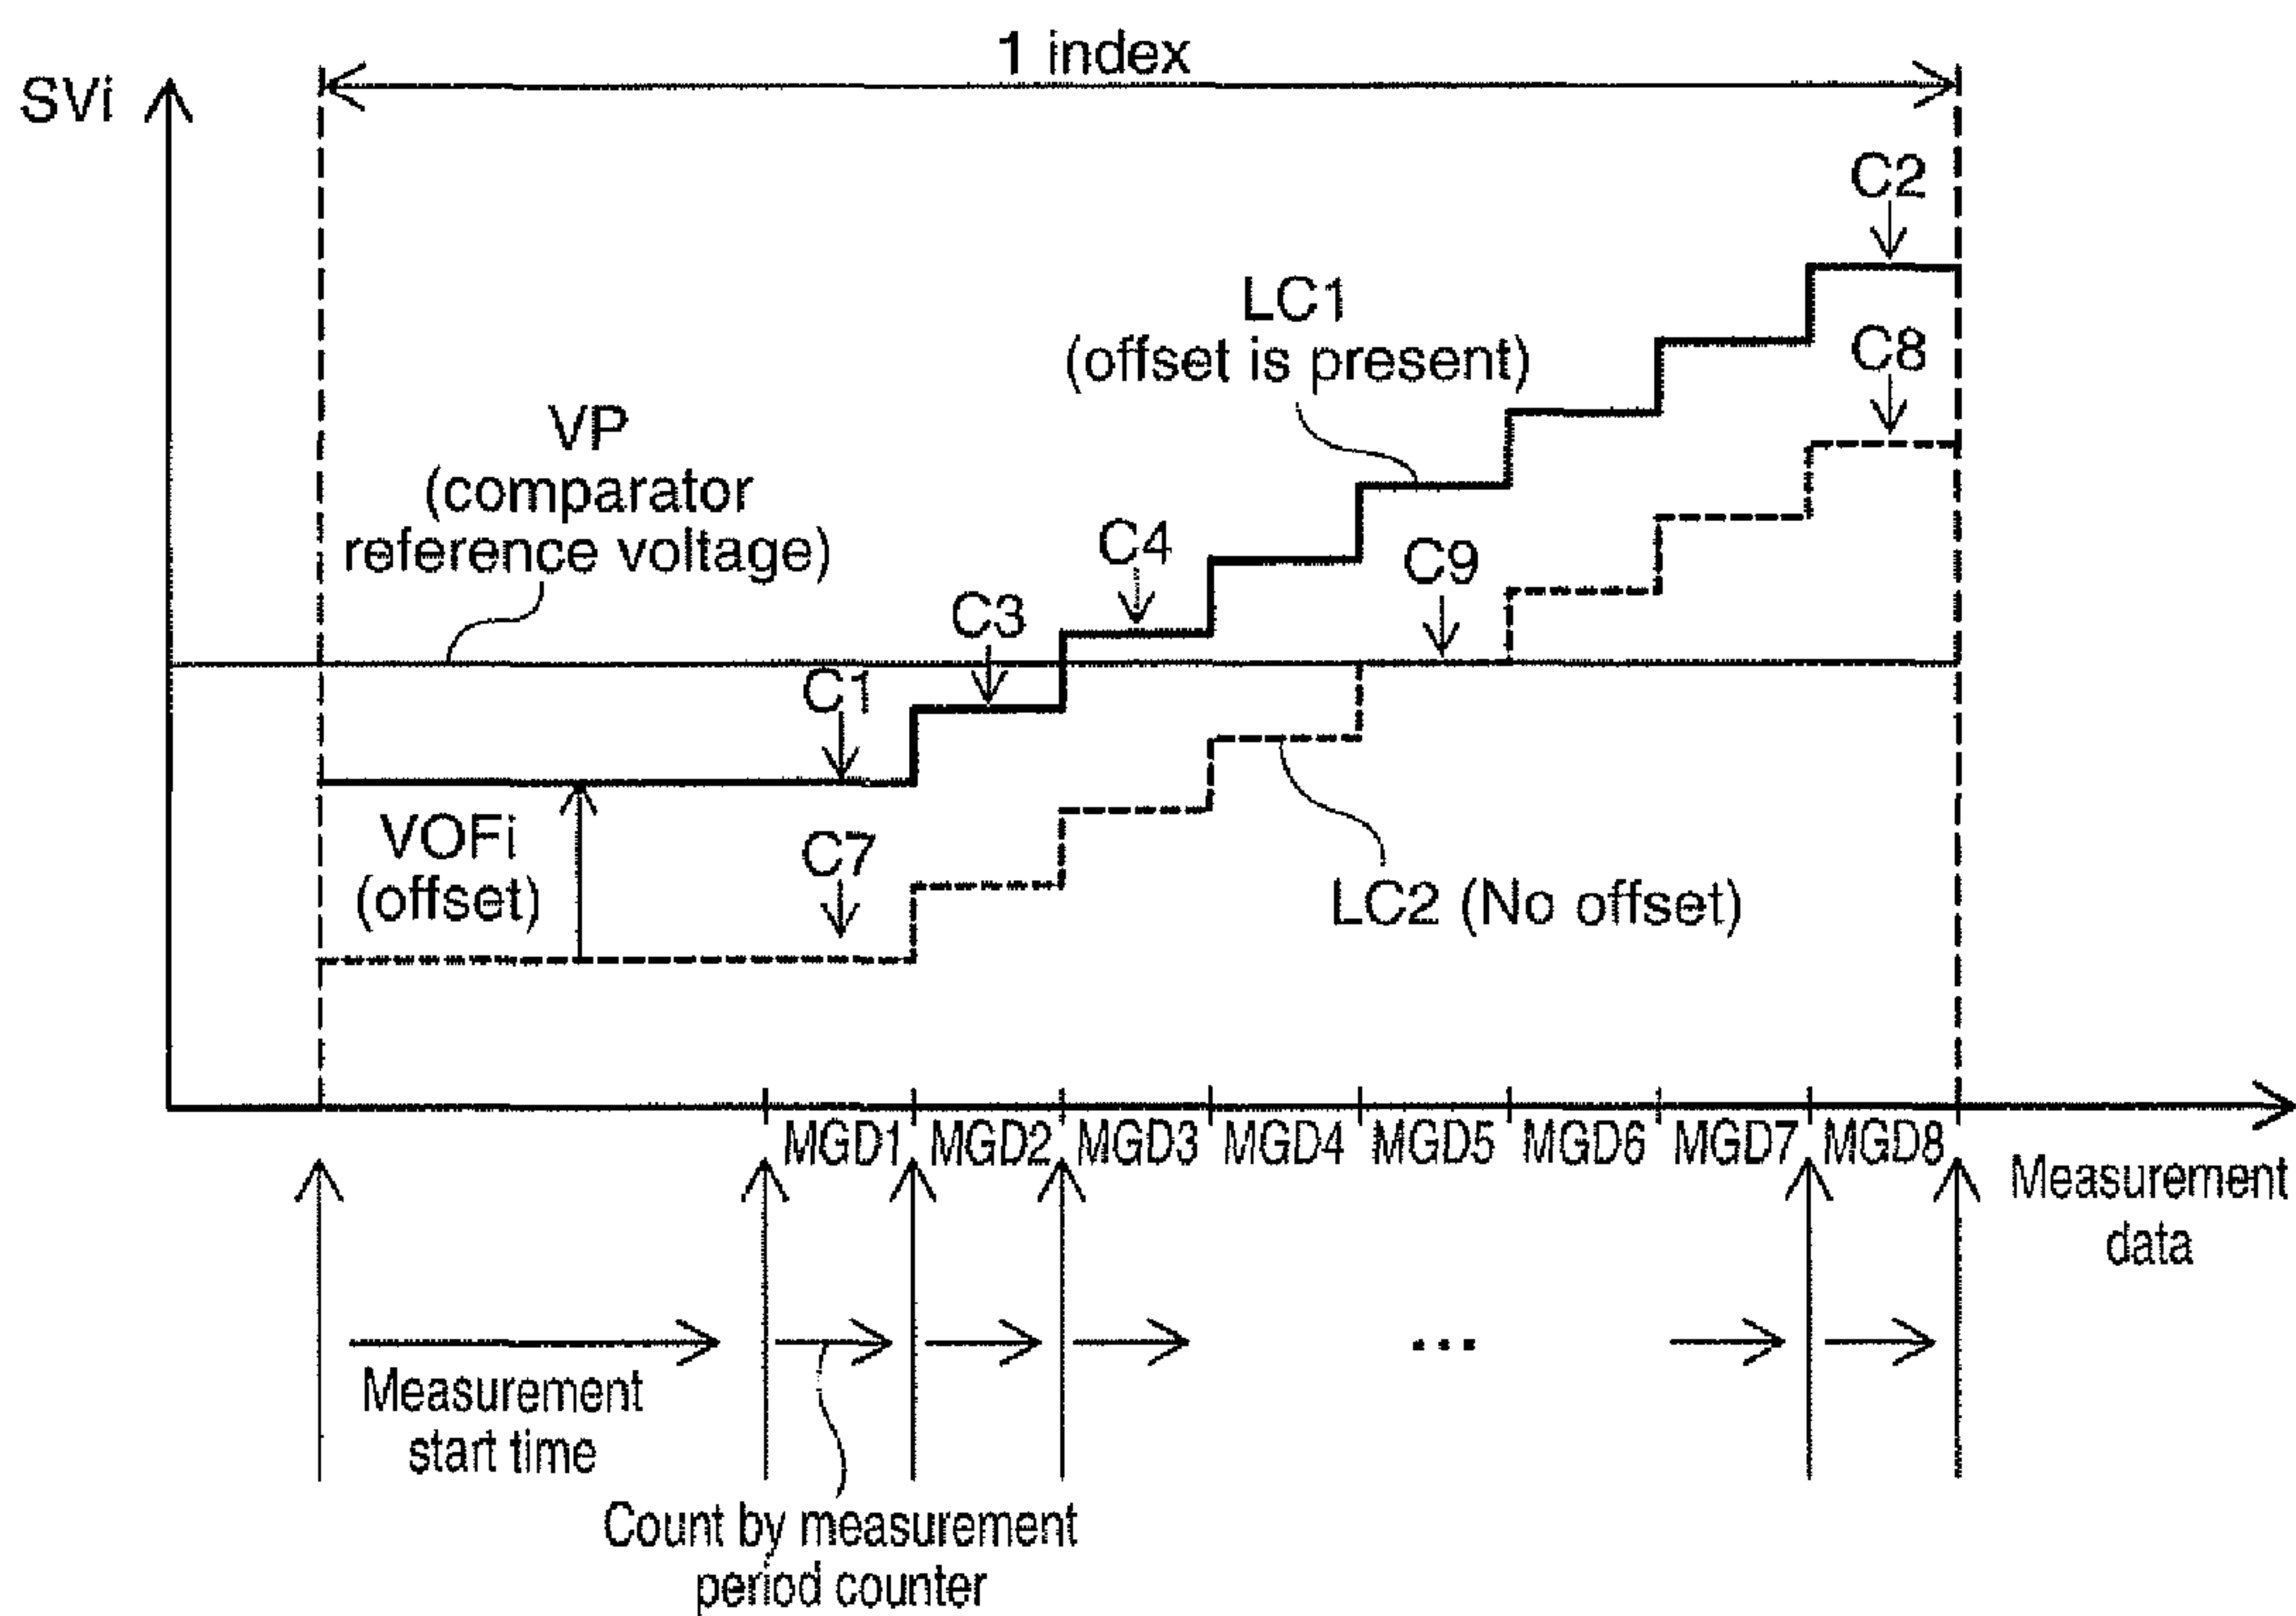 1 index
SVi
C2
LC1
(offset is present)
C8
VP
(comparator
reference voltage)
C4
C9
C3
C1
VOFi
(offset)
C7
LC2 (No offset)
MGD1 MGD2 MGD3 MGD4 MGD5 MGD6 MGD7 MGD8
Measurement
data
...
Measurement
start time
Count by measurement
period counter